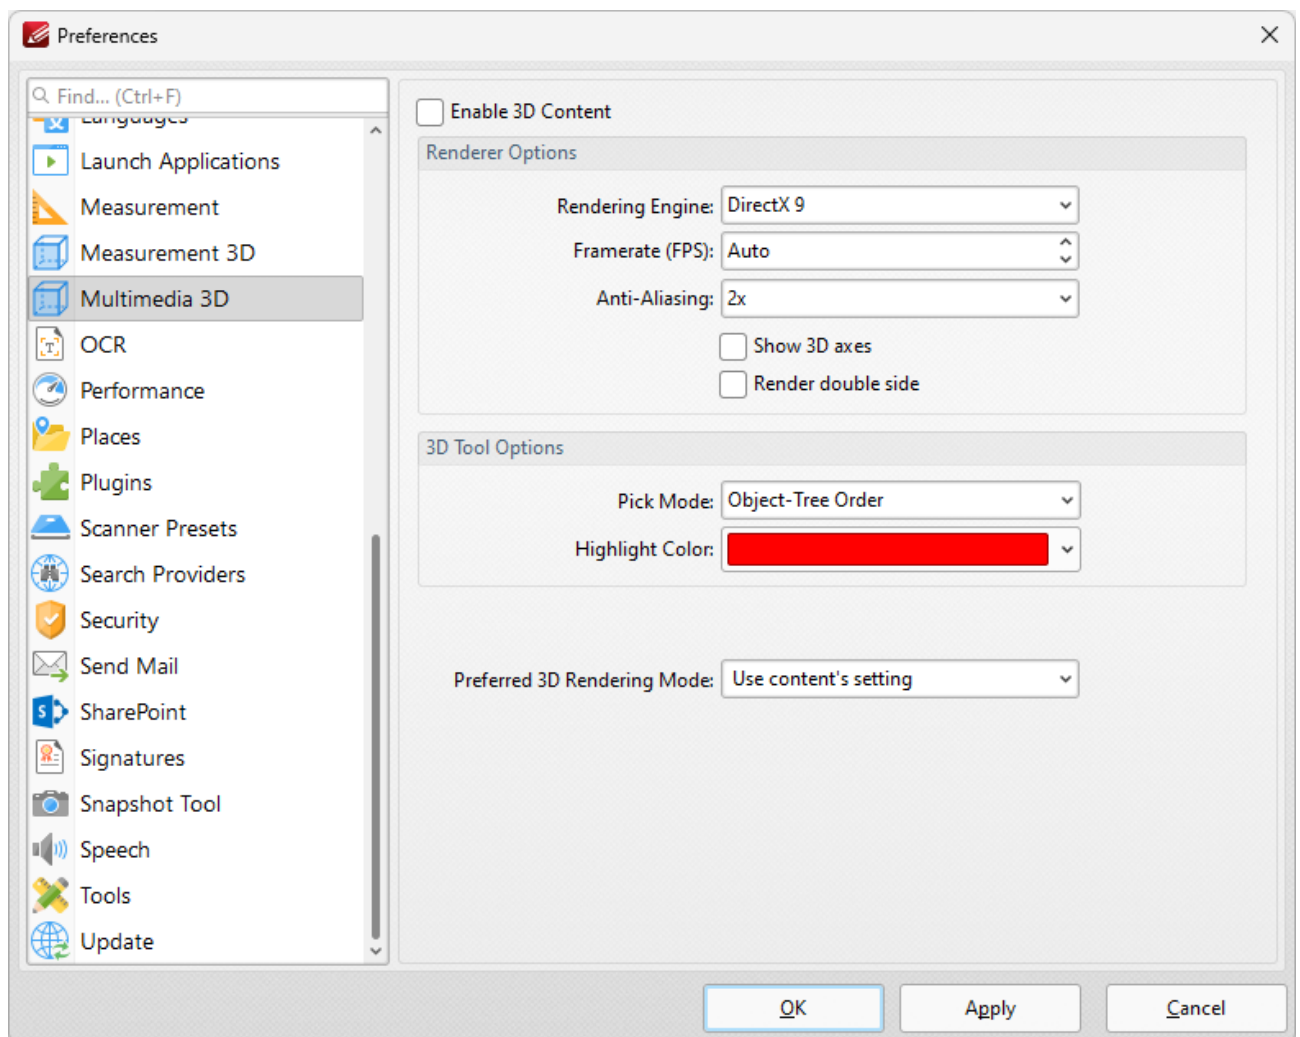 Preferences
Find... (Ctrl+F)
Languages
Launch Applications
Measurement
Measurement 3D
Multimedia 3D
OCR
Performance
Places
Plugins
Scanner Presets
Search Providers
Security
Send Mail
SharePoint
Signatures
Snapshot Tool
Speech
Tools
Update
Enable 3D Content
Renderer Options
Rendering Engine: DirectX 9
Framerate (FPS): Auto
Anti-Aliasing: 2x
Show 3D axes
Render double side
3D Tool Options
Pick Mode: Object-Tree Order
Highlight Color:
Preferred 3D Rendering Mode: Use content's setting
OK Apply Cancel